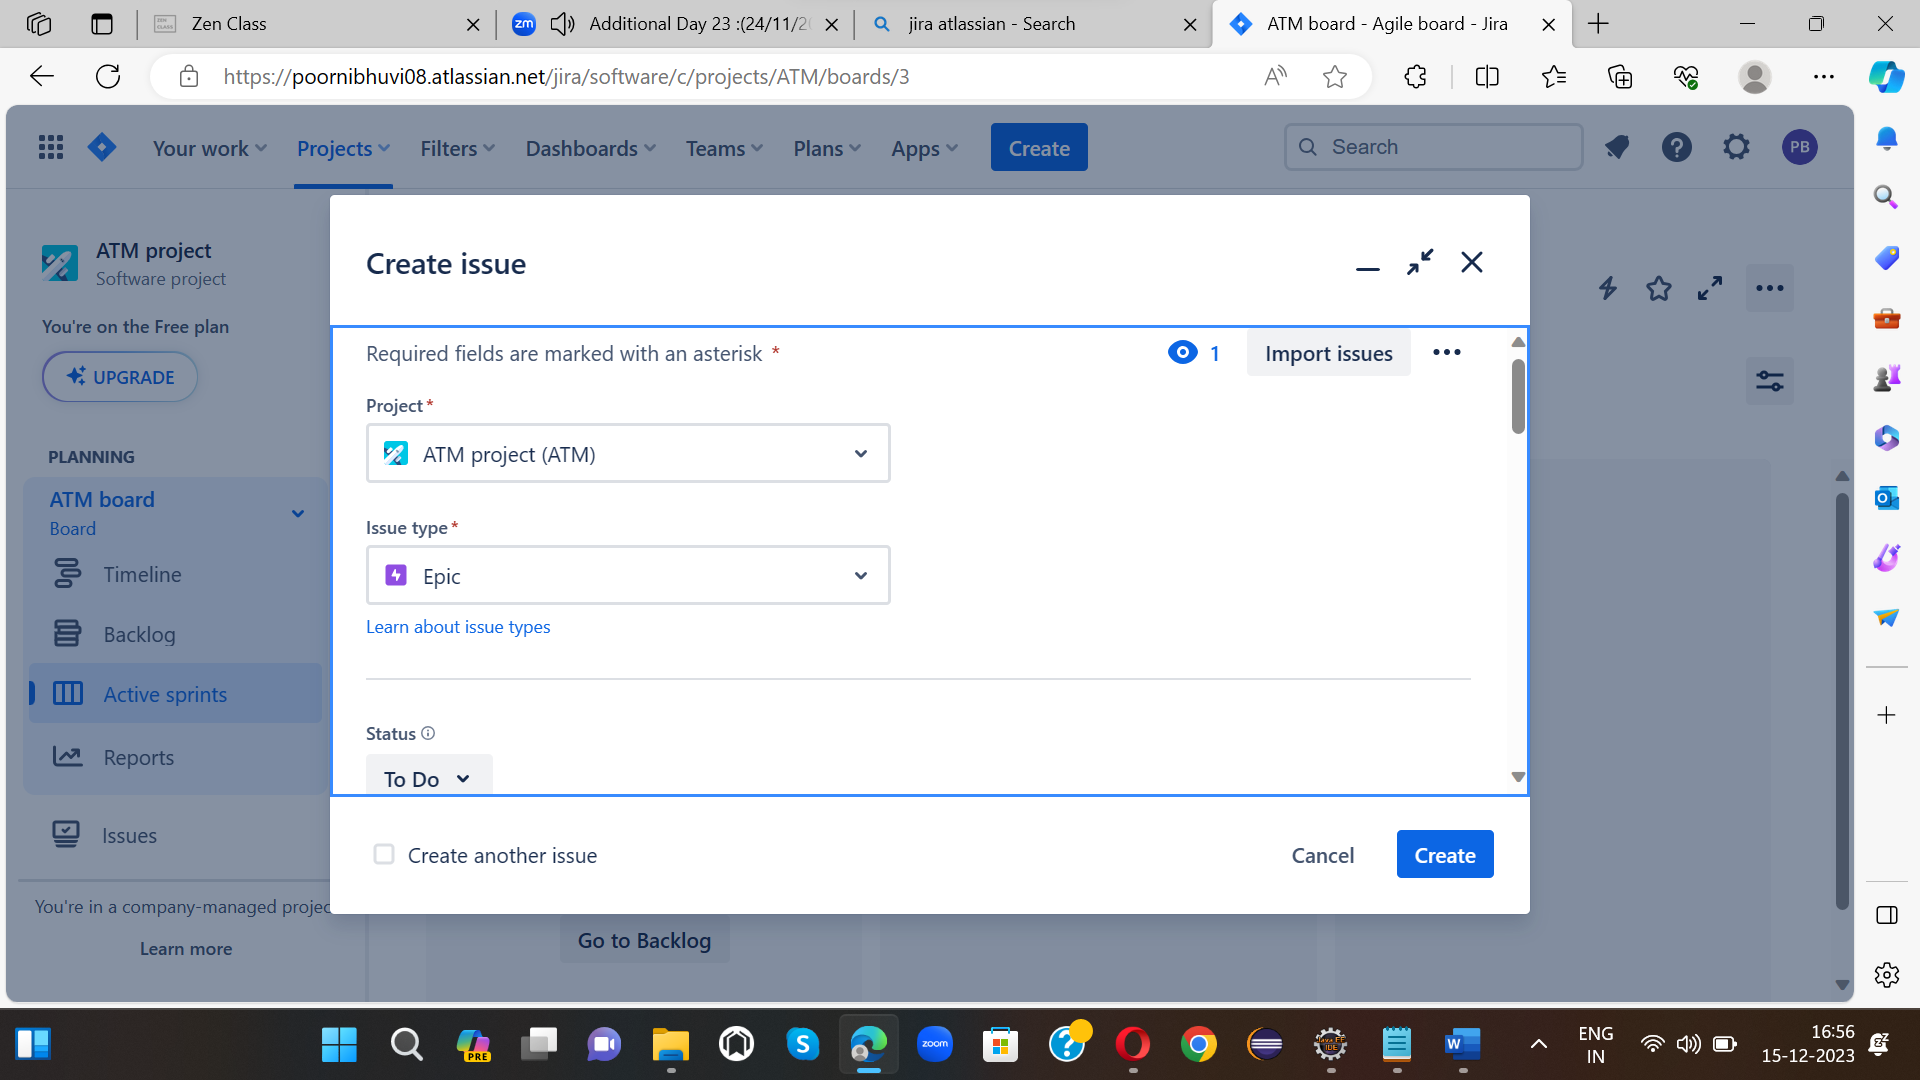 Zen Class
zm
Additional Day 23 :(24/11/20
jira atlassian - Search
ATM board - Agile board - Jira
https://poornibhuvi08.atlassian.net/jira/software/c/projects/ATM/boards/3
Your work
Projects
Filters
Dashboards
Teams
Plans
Apps
Create
Search
PB
ATM project
Software project
You're on the Free plan
UPGRADE
PLANNING
ATM board
Board
Timeline
Backlog
Active sprints
Reports
Issues
You're in a company-managed projec
Learn more
Create issue
Required fields are marked with an asterisk *
1
Import issues
Project *
ATM project (ATM)
Issue type *
Epic
Learn about issue types
Status
To Do
Create another issue
Cancel
Create
Go to Backlog
PRE
zoom
ENG
IN
16:56
15-12-2023